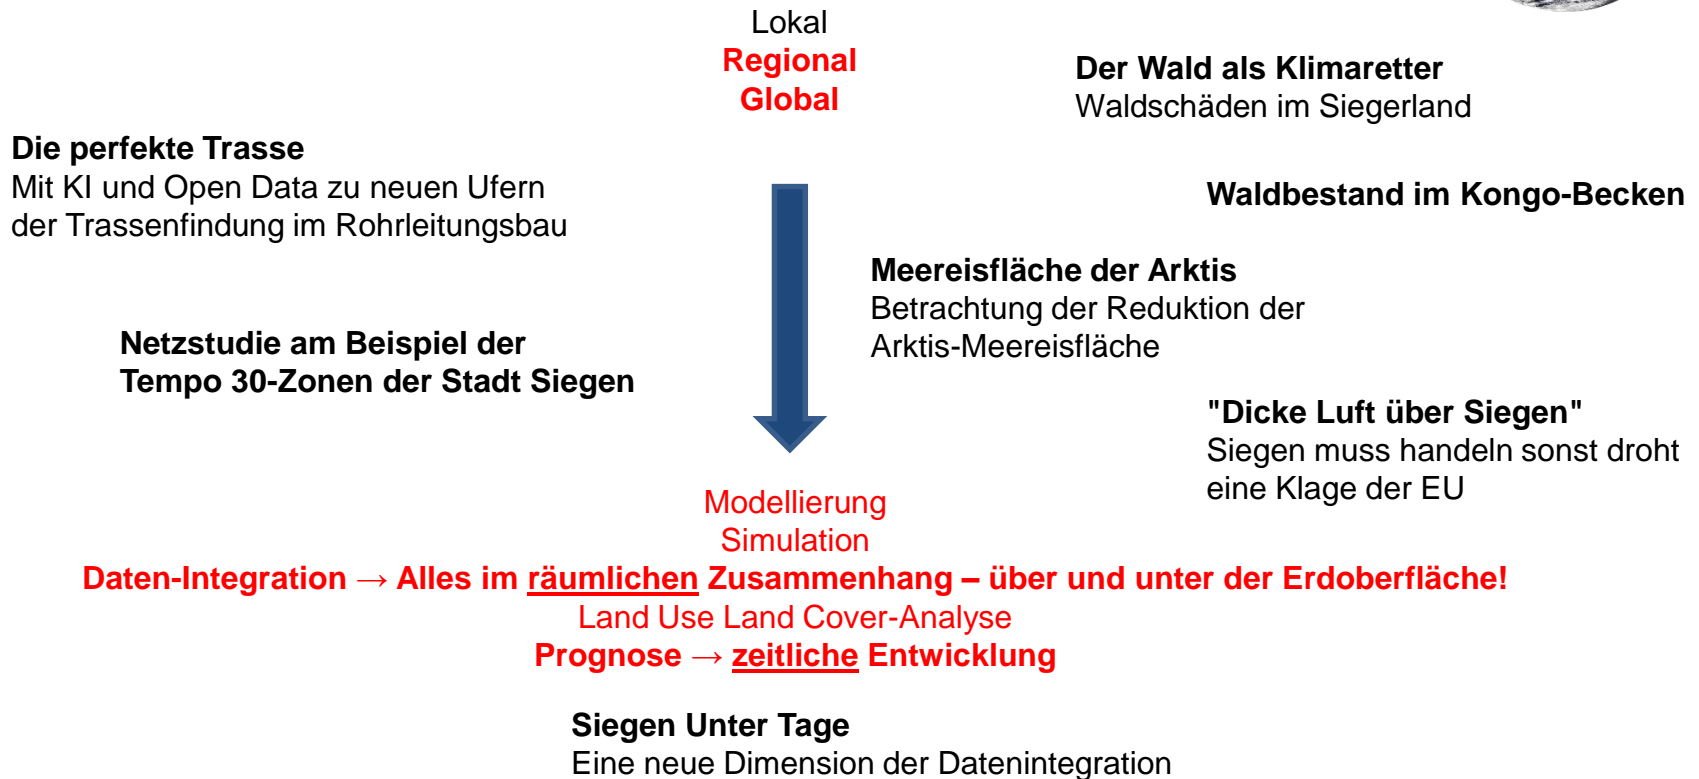 Lokal
Regional
Global
Der Wald als Klimaretter
Waldschäden im Siegerland
Die perfekte Trasse
Mit KI und Open Data zu neuen Ufern
der Trassenfindung im Rohrleitungsbau
Waldbestand im Kongo-Becken
Meereisfläche der Arktis
Betrachtung der Reduktion der
Arktis-Meereisfläche
Netzstudie am Beispiel der
Tempo 30-Zonen der Stadt Siegen
"Dicke Luft über Siegen"
Siegen muss handeln sonst droht
eine Klage der EU
Modellierung
Simulation
Daten-Integration → Alles im räumlichen Zusammenhang – über und unter der Erdoberfläche!
Land Use Land Cover-Analyse
Prognose → zeitliche Entwicklung
Siegen Unter Tage
Eine neue Dimension der Datenintegration